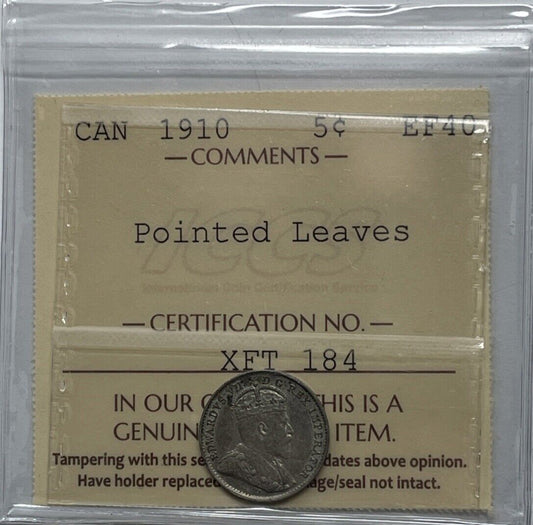 CAN 1910 5¢ EF40
— COMMENTS —
ICCS
Pointed Leaves
International Coin Certification Service
— CERTIFICATION NO. —
XFT 184
IN OUR HIS IS A
GENUIN ITEM.
Tampering with this se dates above opinion.
Have holder replaced age/seal not intact.